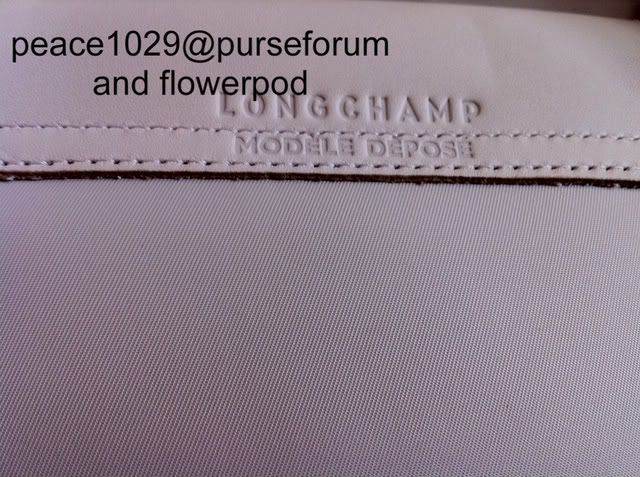 peace1029@purseforum
and flowerpod
LONGCHAMP
MODELE DEPOSE